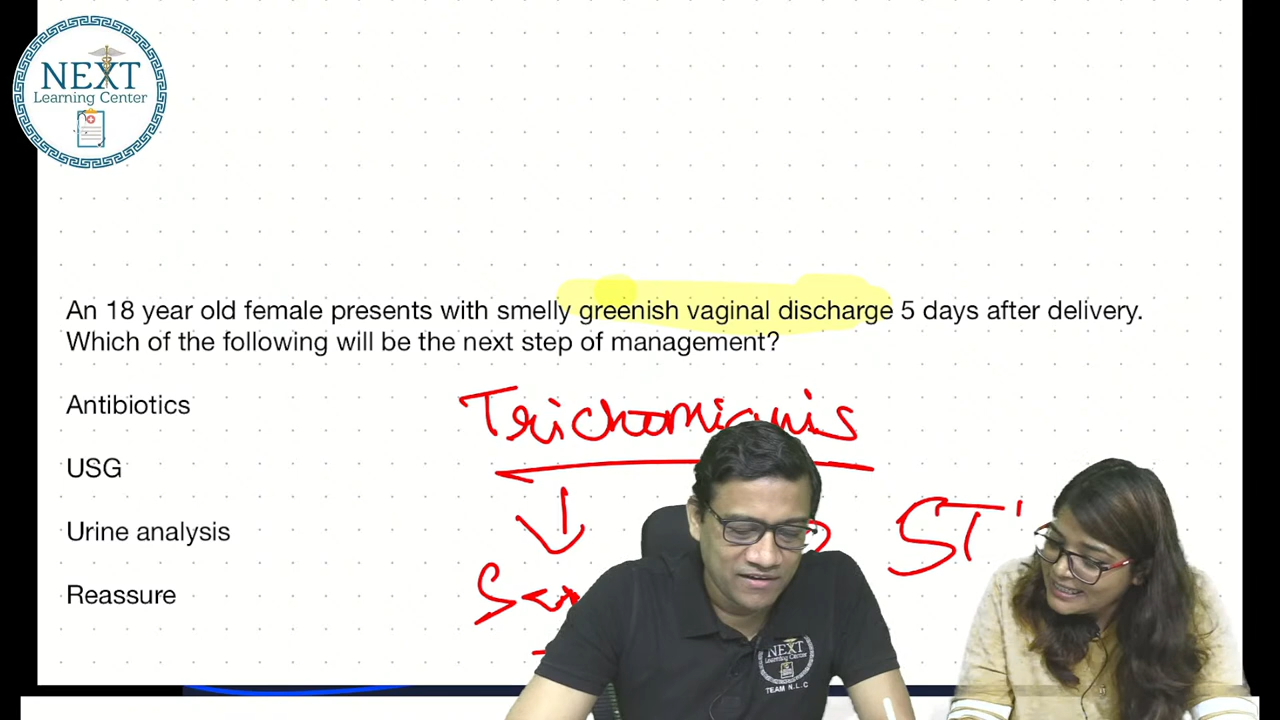 NEXT
Learning Center
An 18 year old female presents with smelly greenish vaginal discharge 5 days after delivery.
Which of the following will be the next step of management?
Antibiotics
USG
Urine analysis
Reassure
ST
NEXT
Learning Center
TEAM N.L.C